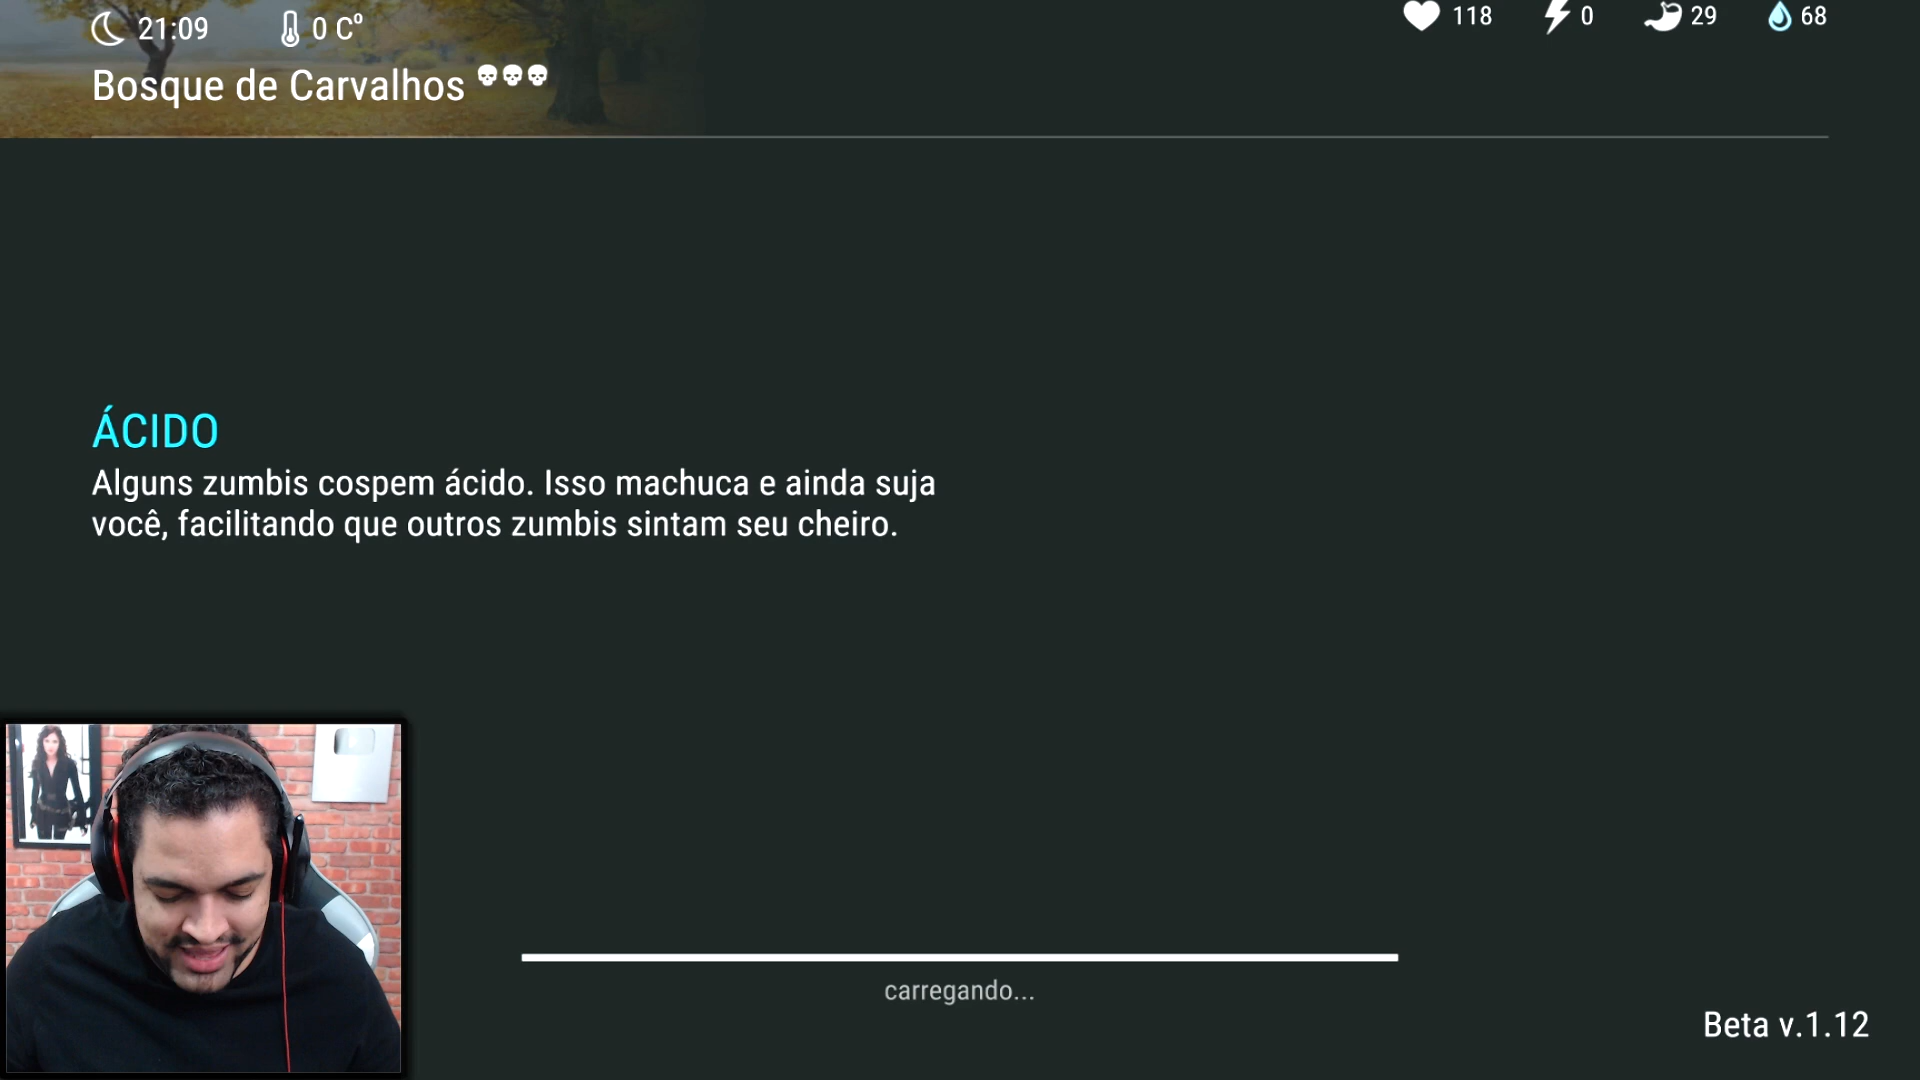 21:09 0 Cº
118 0 29 68
Bosque de Carvalhos
ÁCIDO
Alguns zumbis cospem ácido. Isso machuca e ainda suja
você, facilitando que outros zumbis sintam seu cheiro.
carregando...
Beta v.1.12